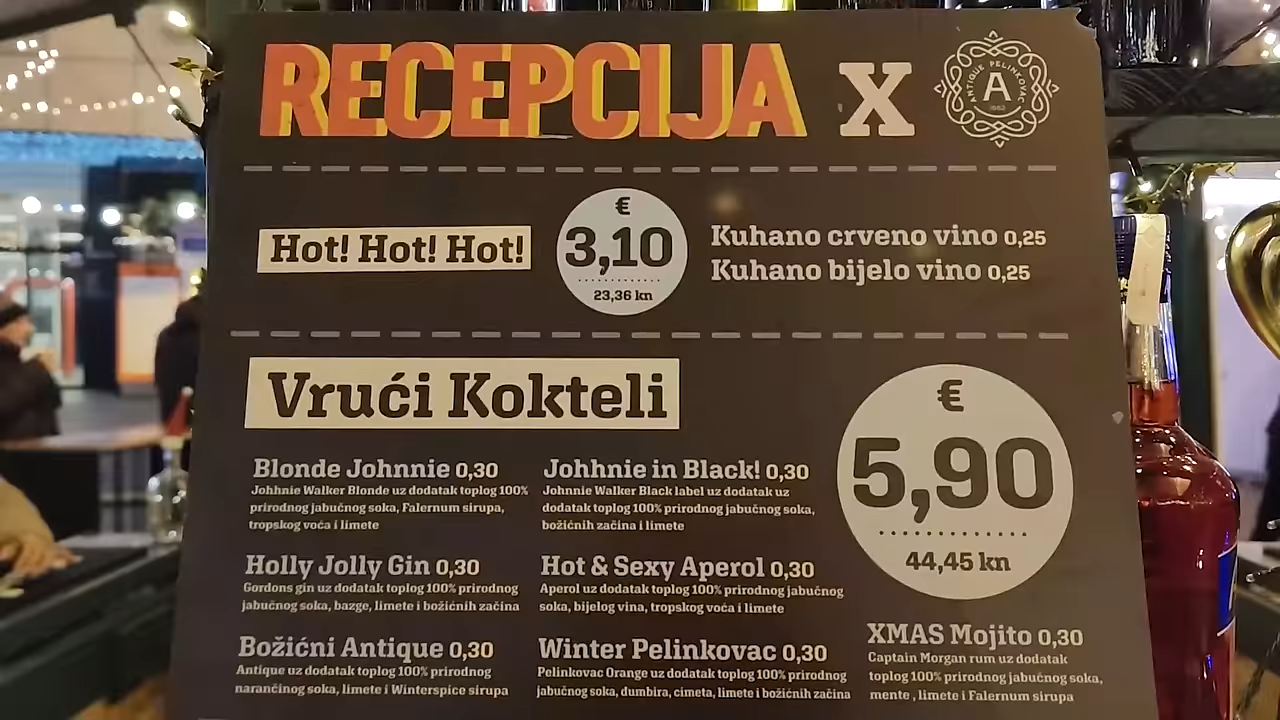 RECEPCIJA X
ANTIQUE PELINKOVAC
A
1862
Hot! Hot! Hot!
€
3,10
23,36 kn
Kuhano crveno vino 0,25
Kuhano bijelo vino 0,25
Vrući Kokteli
€
5,90
44,45 kn
Blonde Johnnie 0,30
Johhnie Walker Blonde uz dodatak toplog 100%
prirodnog jabučnog soka, Falernum sirupa,
tropskog voća i limete
Johhnie in Black! 0,30
Johnnie Walker Black label uz dodatak uz
dodatak toplog 100% prirodnog jabučnog soka,
božićnih začina i limete
Holly Jolly Gin 0,30
Gordons gin uz dodatak toplog 100% prirodnog
jabučnog soka, bazge, limete i božićnih začina
Hot & Sexy Aperol 0,30
Aperol uz dodatak toplog 100% prirodnog jabučnog
soka, bijelog vina, tropskog voća i limete
Božićni Antique 0,30
Antique uz dodatak toplog 100% prirodnog
narančinog soka, limete i Winterspice sirupa
Winter Pelinkovac 0,30
Pelinkovac Orange uz dodatak toplog 100% prirodnog
jabučnog soka, đumbira, cimeta, limete i božićnih začina
XMAS Mojito 0,30
Captain Morgan rum uz dodatak
toplog 100% prirodnog jabučnog soka,
mente , limete i Falernum sirupa